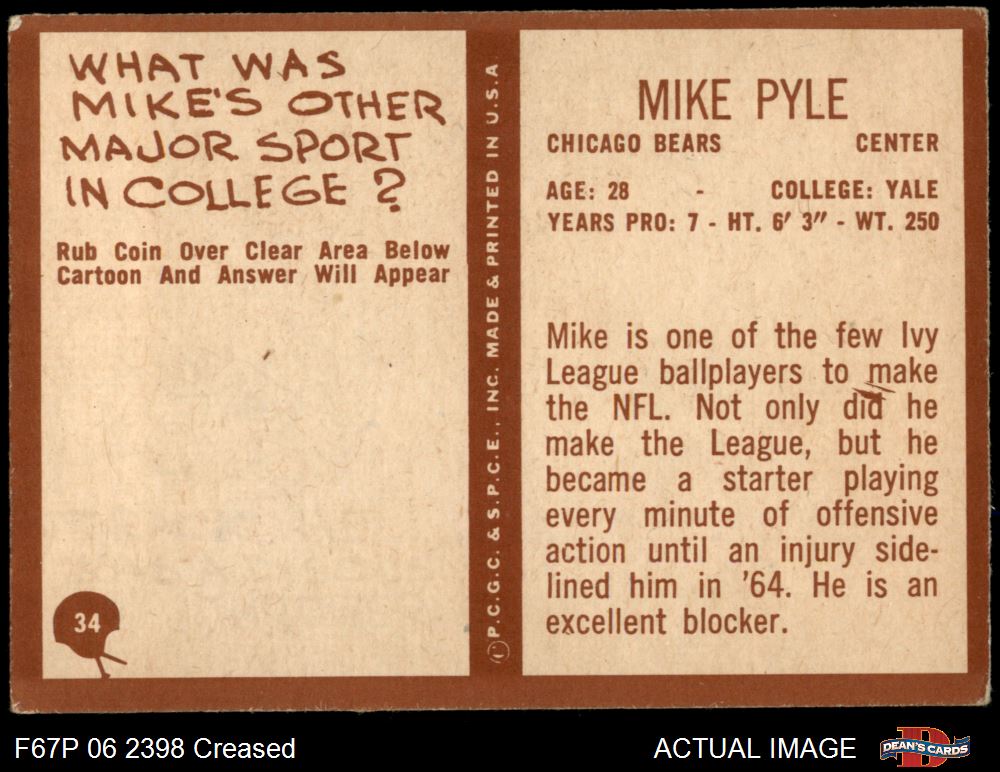 WHAT WAS
MIKE'S OTHER
MAJOR SPORT
IN COLLEGE ?
Rub Coin Over Clear Area Below
Cartoon And Answer Will Appear
34
© P.C.G.C. & S.P.C.E., INC. MADE & PRINTED IN U.S.A
MIKE PYLE
CHICAGO BEARS CENTER
AGE: 28 - COLLEGE: YALE
YEARS PRO: 7 - HT. 6' 3" - WT. 250
Mike is one of the few Ivy
League ballplayers to make
the NFL. Not only did he
make the League, but he
became a starter playing
every minute of offensive
action until an injury side-
lined him in '64. He is an
excellent blocker.
F67P 06 2398 Creased
ACTUAL IMAGE
DEAN'S CARDS